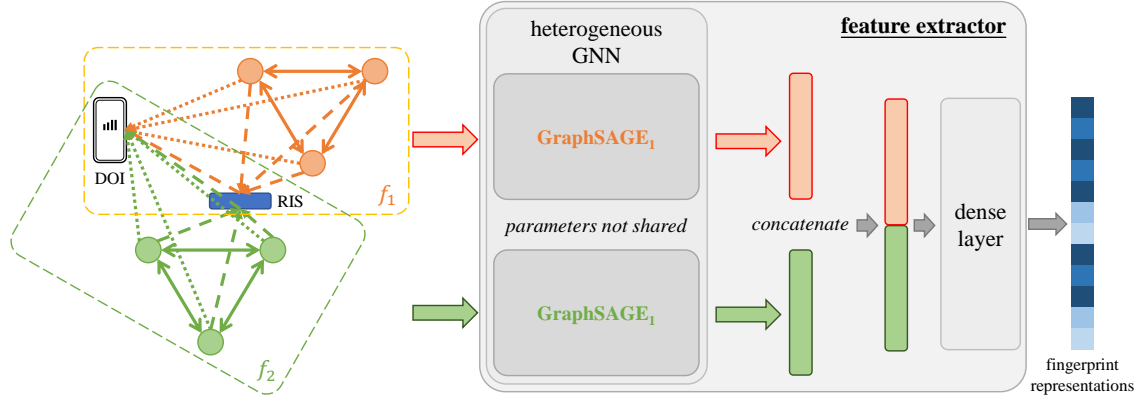 feature extractor
heterogeneous
GNN
GraphSAGE1
DOI
RIS
f1
parameters not shared
concatenate
dense
layer
GraphSAGE1
f2
fingerprint
representations